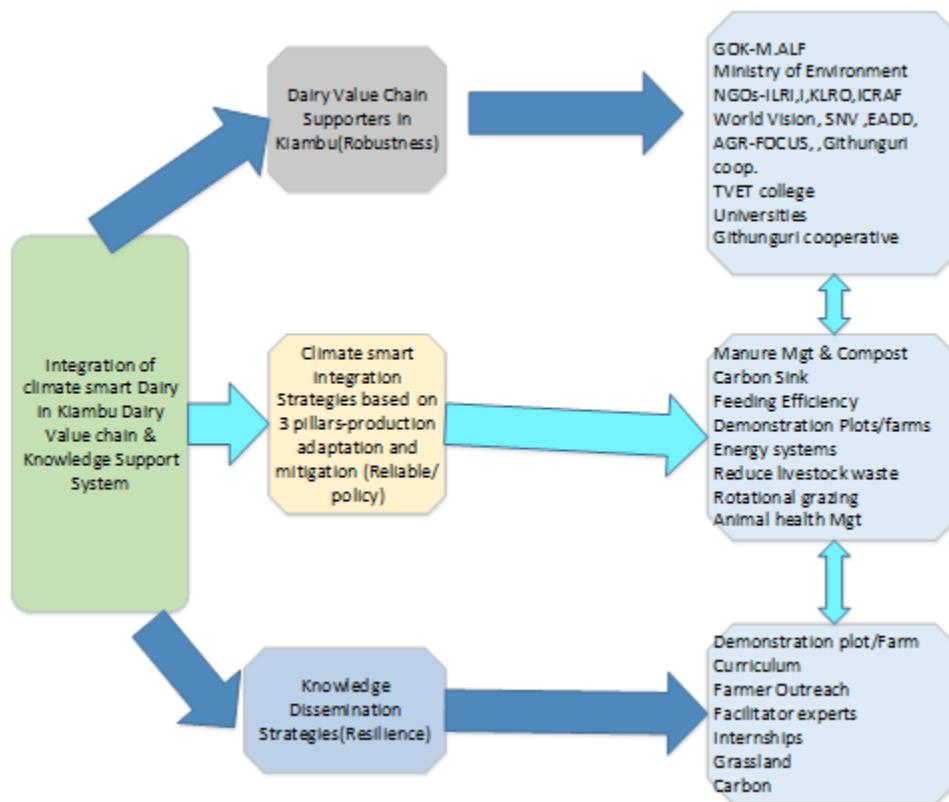 Dairy Value Chain
Supporters in
Kiambu(Robustness)
GOK-M.ALF
Ministry of Environment
NGOs-ILRI,I,KLRO,ICRAF
World Vision, SNV ,EADD,
AGR-FOCUS, ,Githunguri
coop.
TVET college
Universities
Githunguri cooperative
Integration of
climate smart Dairy
in Kiambu Dairy
Value chain &
Knowledge Support
System
Climate smart
integration
Strategies based on
3 pillars-production
adaptation and
mitigation (Reliable/
policy)
Manure Mgt & Compost
Carbon Sink
Feeding Efficiency
Demonstration Plots/farms
Energy systems
Reduce livestock waste
Rotational grazing
Animal health Mgt
Knowledge
Dissemination
Strategies(Resilience)
Demonstration plot/Farm
Curriculum
Farmer Outreach
Facilitator experts
Internships
Grassland
Carbon